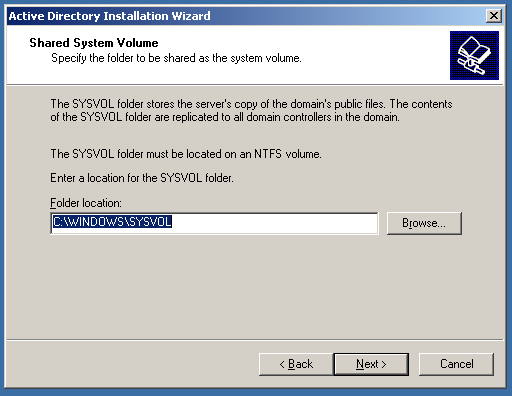 Active Directory Installation Wizard
Shared System Volume
Specify the folder to be shared as the system volume.
The SYSVOL folder stores the server's copy of the domain's public files. The contents
of the SYSVOL folder are replicated to all domain controllers in the domain.
The SYSVOL folder must be located on an NTFS volume.
Enter a location for the SYSVOL folder.
Folder location:
C:\WINDOWS\SYSVOL
Browse...
< Back
Next >
Cancel